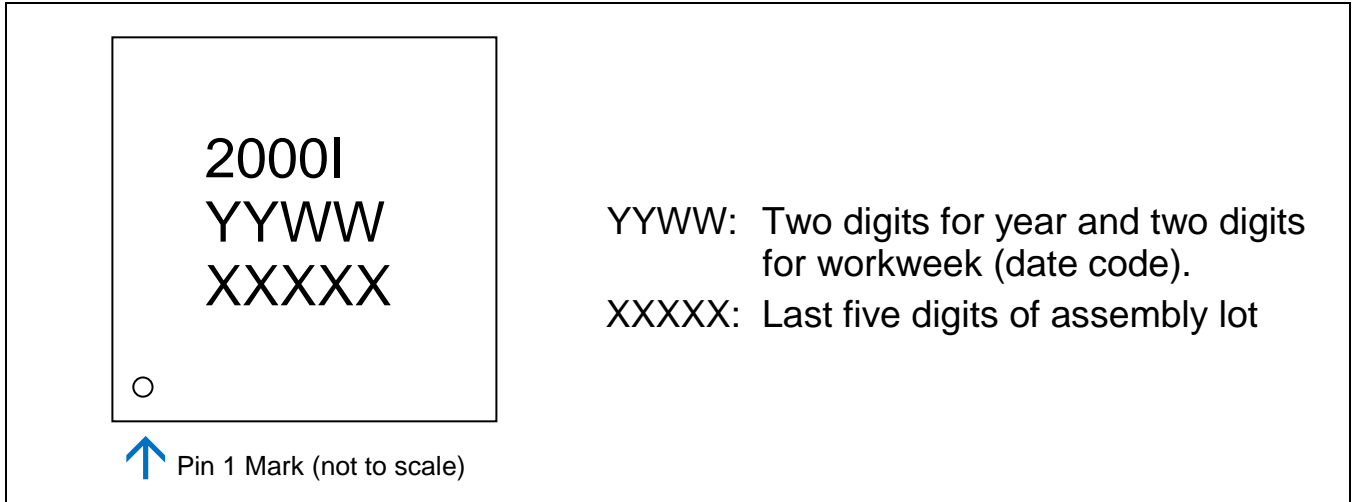 2000I
YYWW
XXXXX
Pin 1 Mark (not to scale)
YYWW: Two digits for year and two digits
for workweek (date code).
XXXXX: Last five digits of assembly lot